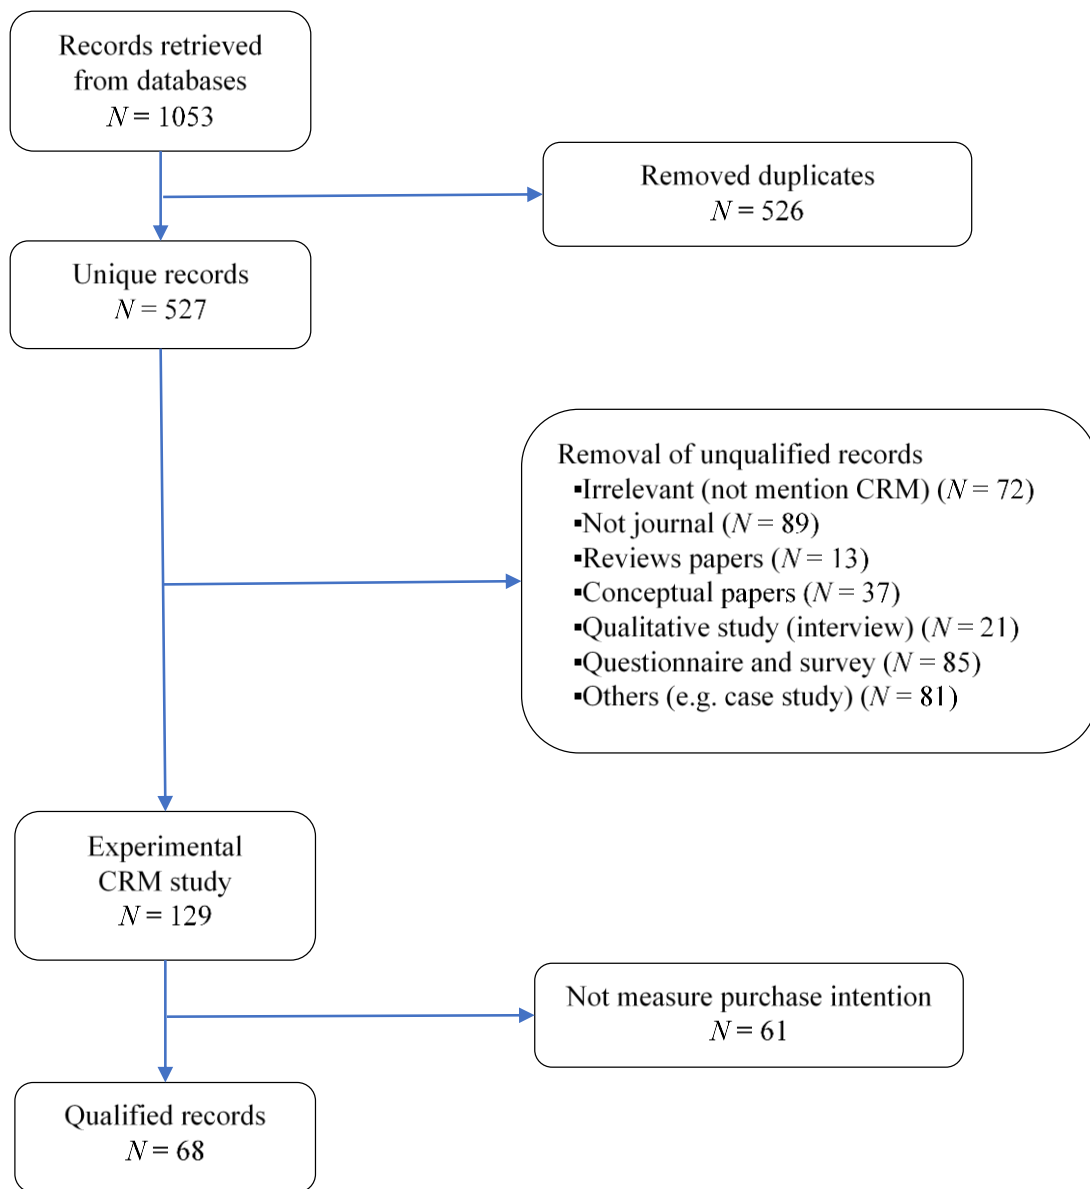 Records retrieved
from databases
N = 1053
Removed duplicates
N = 526
Unique records
N = 527
Removal of unqualified records
▪Irrelevant (not mention CRM) (N = 72)
▪Not journal (N = 89)
▪Reviews papers (N = 13)
▪Conceptual papers (N = 37)
▪Qualitative study (interview) (N = 21)
▪Questionnaire and survey (N = 85)
▪Others (e.g. case study) (N = 81)
Experimental
CRM study
N = 129
Not measure purchase intention
N = 61
Qualified records
N = 68